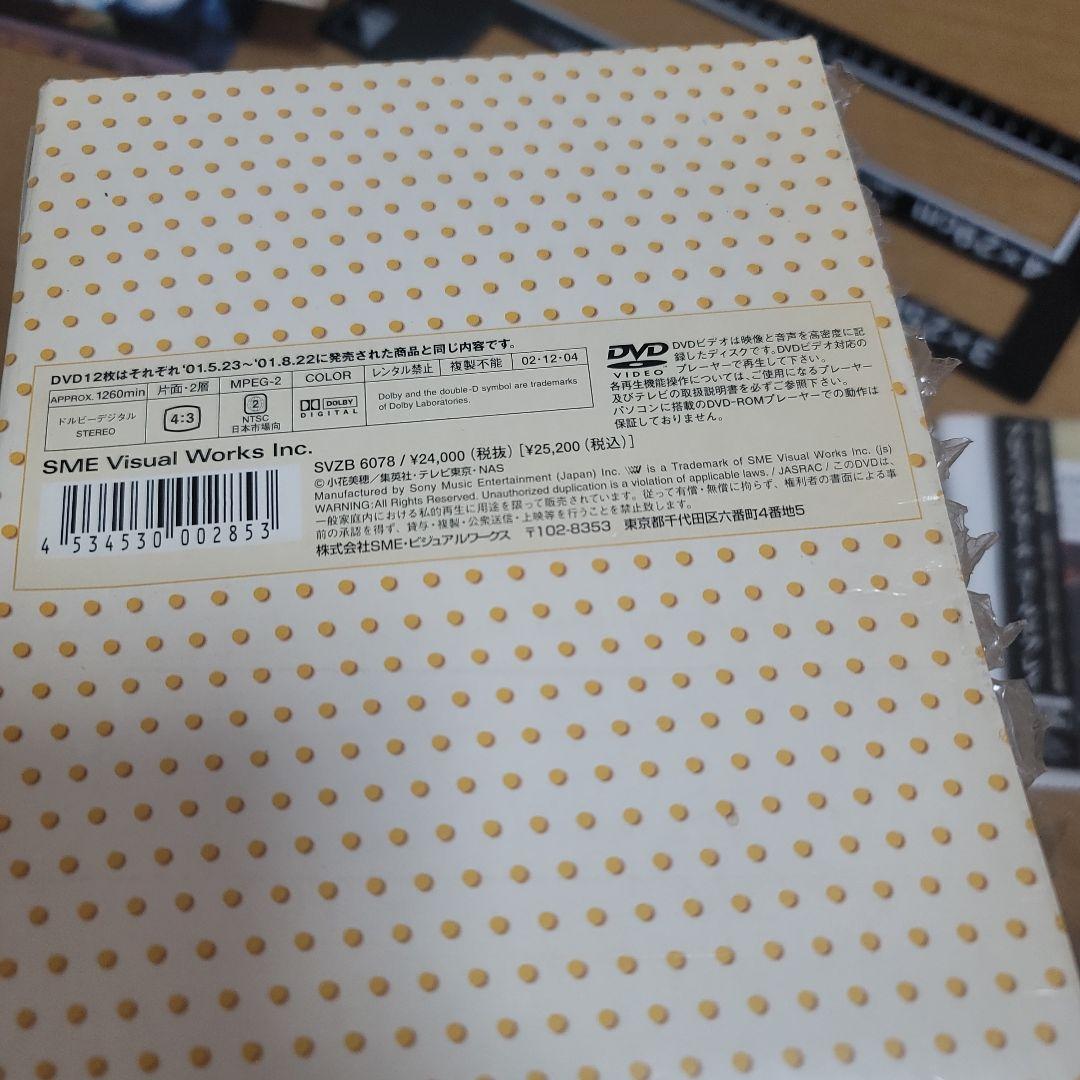 DVD12枚はそれぞれ'01.5.23〜'01.8.22に発売された商品と同じ内容です。
APPROX. 1260min 片面・2層 MPEG-2 COLOR レンタル禁止 複製不能 02・12・04
ドルビーデジタル STEREO 4:3 2 NTSC 日本市場向 DOLBY DIGITAL
Dolby and the double-D symbol are trademarks
of Dolby Laboratories.
DVD VIDEO
DVDビデオは映像と音声を高密度に記
録したディスクです。DVDビデオ対応の
プレーヤーで再生して下さい。
各再生機能操作については、ご使用になるプレーヤー
及びテレビの取扱説明書を必ずご参照下さい。
パソコンに搭載のDVD-ROMプレーヤーでの動作は
保証しておりません。
SME Visual Works Inc.
4 534530 002853
SVZB 6078 / ¥24,000 (税抜) [¥25,200 (税込)]
©小花美穂／集英社・テレビ東京・NAS
Manufactured by Sony Music Entertainment (Japan) Inc. is a Trademark of SME Visual Works Inc. (js)
WARNING: All Rights Reserved. Unauthorized duplication is a violation of applicable laws. / JASRAC / このDVDは、
一般家庭内における私的再生に用途を限って販売されています。従って有償・無償に拘らず、権利者の書面による事
前の承認を得ず、貸与・複製・公衆送信・上映等を行うことを禁止致します。
株式会社SME・ビジュアルワークス 〒102-8353 東京都千代田区六番町4番地5
4×28cm